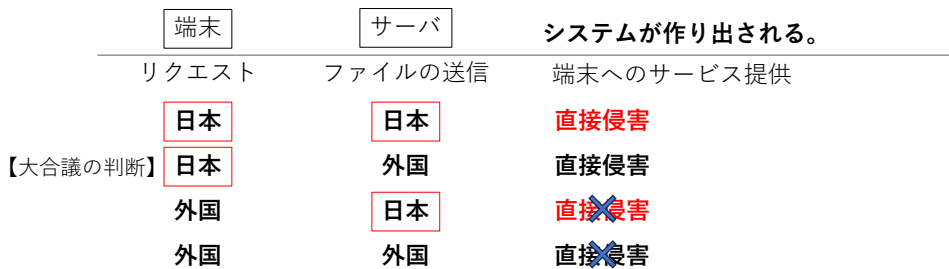 端末 サーバ システムが作り出される。
リクエスト ファイルの送信 端末へのサービス提供
日本 日本 直接侵害
【大合議の判断】 日本 外国 直接侵害
外国 日本 直接侵害
外国 外国 直接侵害